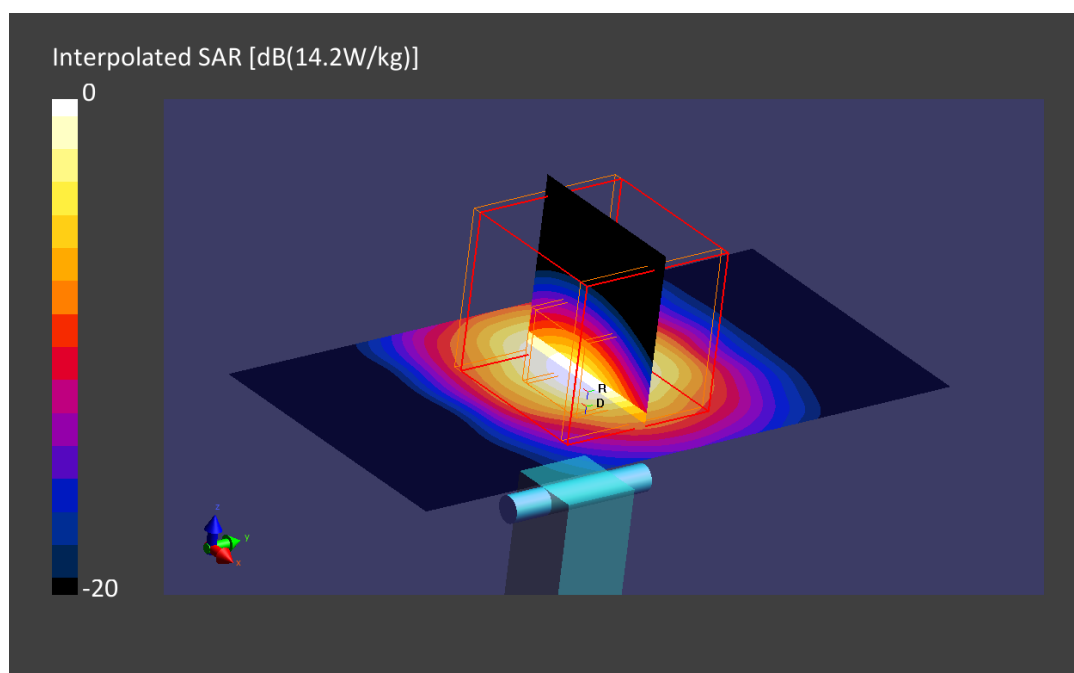 Interpolated SAR [dB(14.2W/kg)]
0
R
D
z
y
x
-20